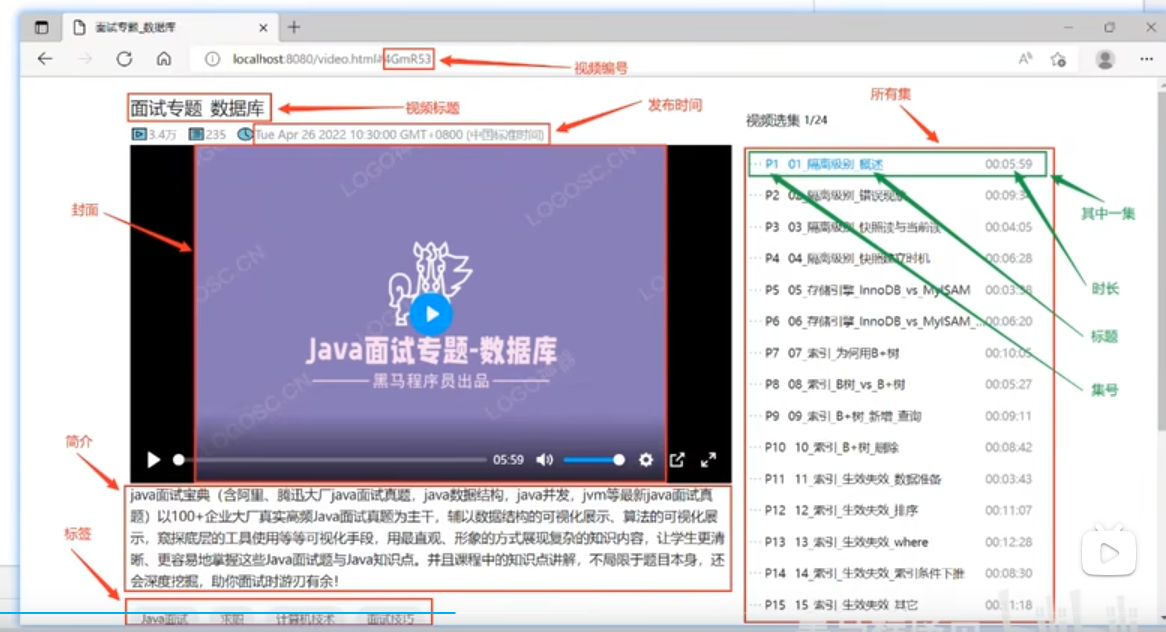 面试专题_数据库
localhost:8080/video.html#4GmR53
视频编号
面试专题 数据库
视频标题
发布时间
3.4万 235 Tue Apr 26 2022 10:30:00 GMT+0800 (中国标准时间)
封面
LOGOSC.CN
LOGOSC.CN
LOGOSC.CN
LOGOSC.CN
Java面试专题-数据库
黑马程序员出品
05:59
简介
java面试宝典（含阿里、腾迅大厂java面试真题，java数据结构，java并发，jvm等最新java面试真
题）以100+企业大厂真实高频Java面试真题为主干，辅以数据结构的可视化展示、算法的可视化展
示，窥探底层的工具使用等等可视化手段，用最直观、形象的方式展现复杂的知识内容，让学生更清
晰、更容易地掌握这些Java面试题与Java知识点。并且课程中的知识点讲解，不局限于题目本身，还
会深度挖掘，助你面试时游刃有余！
标签
Java面试 求职 计算机技术 面试技巧
所有集
视频选集 1/24
P1 01_隔离级别_概述 00:05:59
P2 02_隔离级别_错误现象
P3 03_隔离级别_快照读与当前读 00:04:05
P4 04_隔离级别_快照建立时机 00:06:28
P5 05_存储引擎_InnoDB_vs_MyISAM 00:03:38
P6 06_存储引擎_InnoDB_vs_MyISAM_... 00:06:20
P7 07_索引_为何用B+树 00:10:05
P8 08_索引_B树_vs_B+树 00:05:27
P9 09_索引_B+树_新增_查询 00:09:11
P10 10_索引_B+树_删除 00:08:42
P11 11_索引_生效失效_数据准备 00:03:43
P12 12_索引_生效失效_排序 00:11:07
P13 13_索引_生效失效_where 00:12:28
P14 14_索引_生效失效_索引条件下推 00:08:30
P15 15_索引_生效失效_其它 00:11:18
其中一集
时长
标题
集号